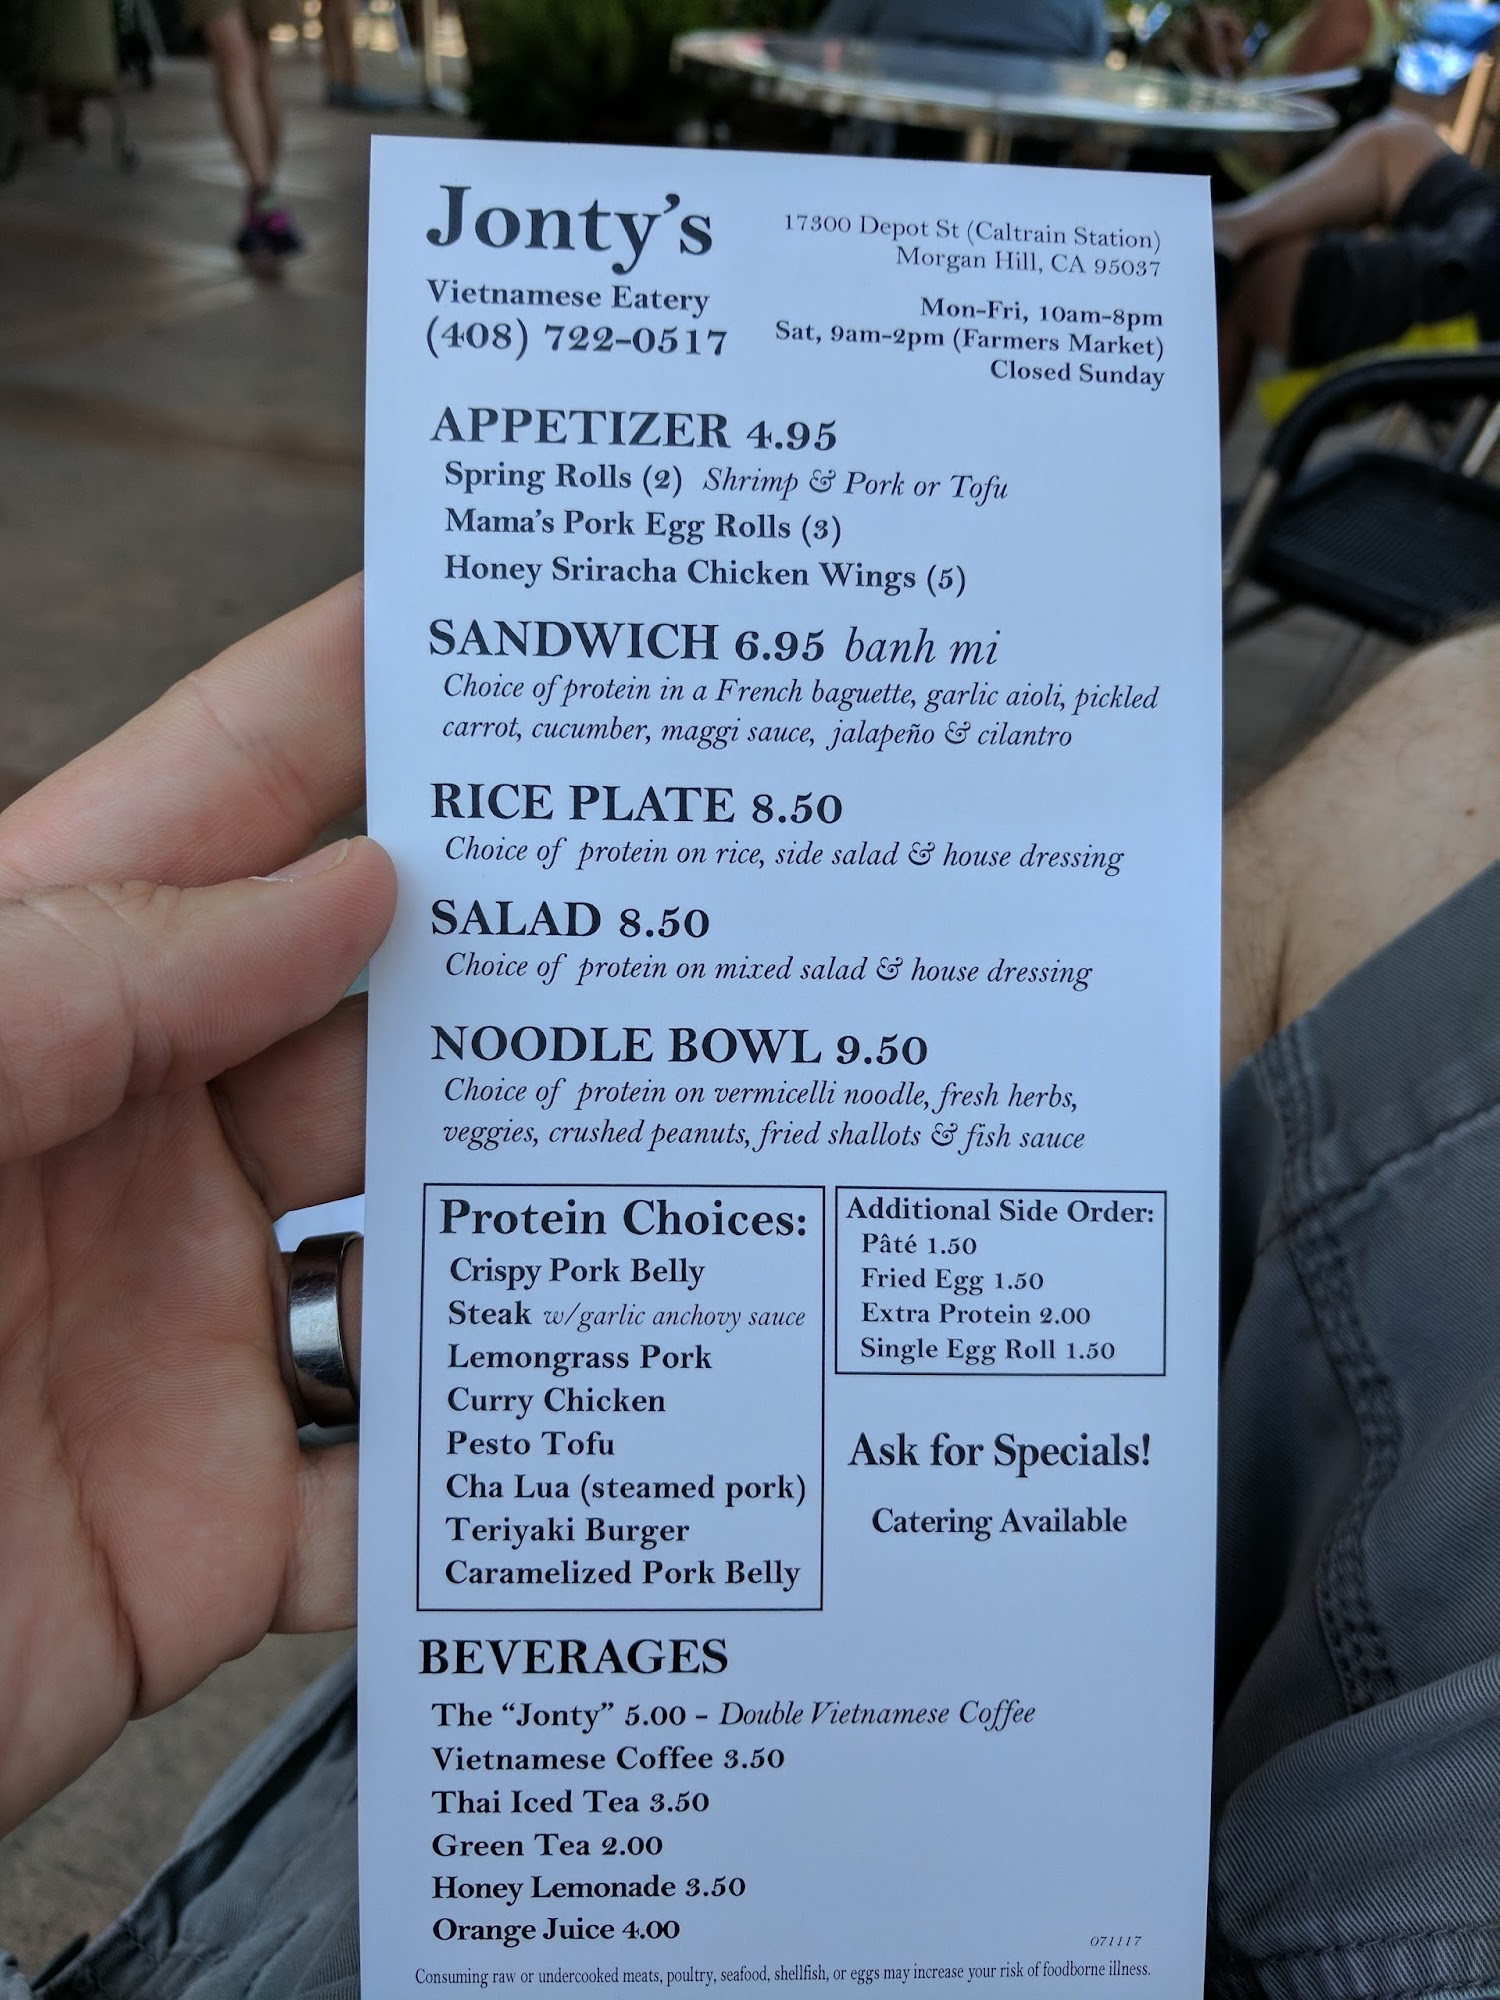 Jonty's
Vietnamese Eatery
(408) 722-0517
17300 Depot St (Caltrain Station)
Morgan Hill, CA 95037
Mon-Fri, 10am-8pm
Sat, 9am-2pm (Farmers Market)
Closed Sunday
APPETIZER 4.95
Spring Rolls (2) Shrimp & Pork or Tofu
Mama's Pork Egg Rolls (3)
Honey Sriracha Chicken Wings (5)
SANDWICH 6.95 banh mi
Choice of protein in a French baguette, garlic aioli, pickled
carrot, cucumber, maggi sauce, jalapeño & cilantro
RICE PLATE 8.50
Choice of protein on rice, side salad & house dressing
SALAD 8.50
Choice of protein on mixed salad & house dressing
NOODLE BOWL 9.50
Choice of protein on vermicelli noodle, fresh herbs,
veggies, crushed peanuts, fried shallots & fish sauce
Protein Choices:
Crispy Pork Belly
Steak w/garlic anchovy sauce
Lemongrass Pork
Curry Chicken
Pesto Tofu
Cha Lua (steamed pork)
Teriyaki Burger
Caramelized Pork Belly
Additional Side Order:
Pâté 1.50
Fried Egg 1.50
Extra Protein 2.00
Single Egg Roll 1.50
Ask for Specials!
Catering Available
BEVERAGES
The "Jonty" 5.00 - Double Vietnamese Coffee
Vietnamese Coffee 3.50
Thai Iced Tea 3.50
Green Tea 2.00
Honey Lemonade 3.50
Orange Juice 4.00
071117
Consuming raw or undercooked meats, poultry, seafood, shellfish, or eggs may increase your risk of foodborne illness.